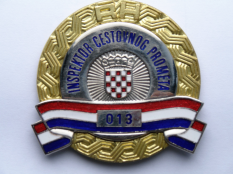 INSPEKTOR CESTOVNOG PROMETA
013